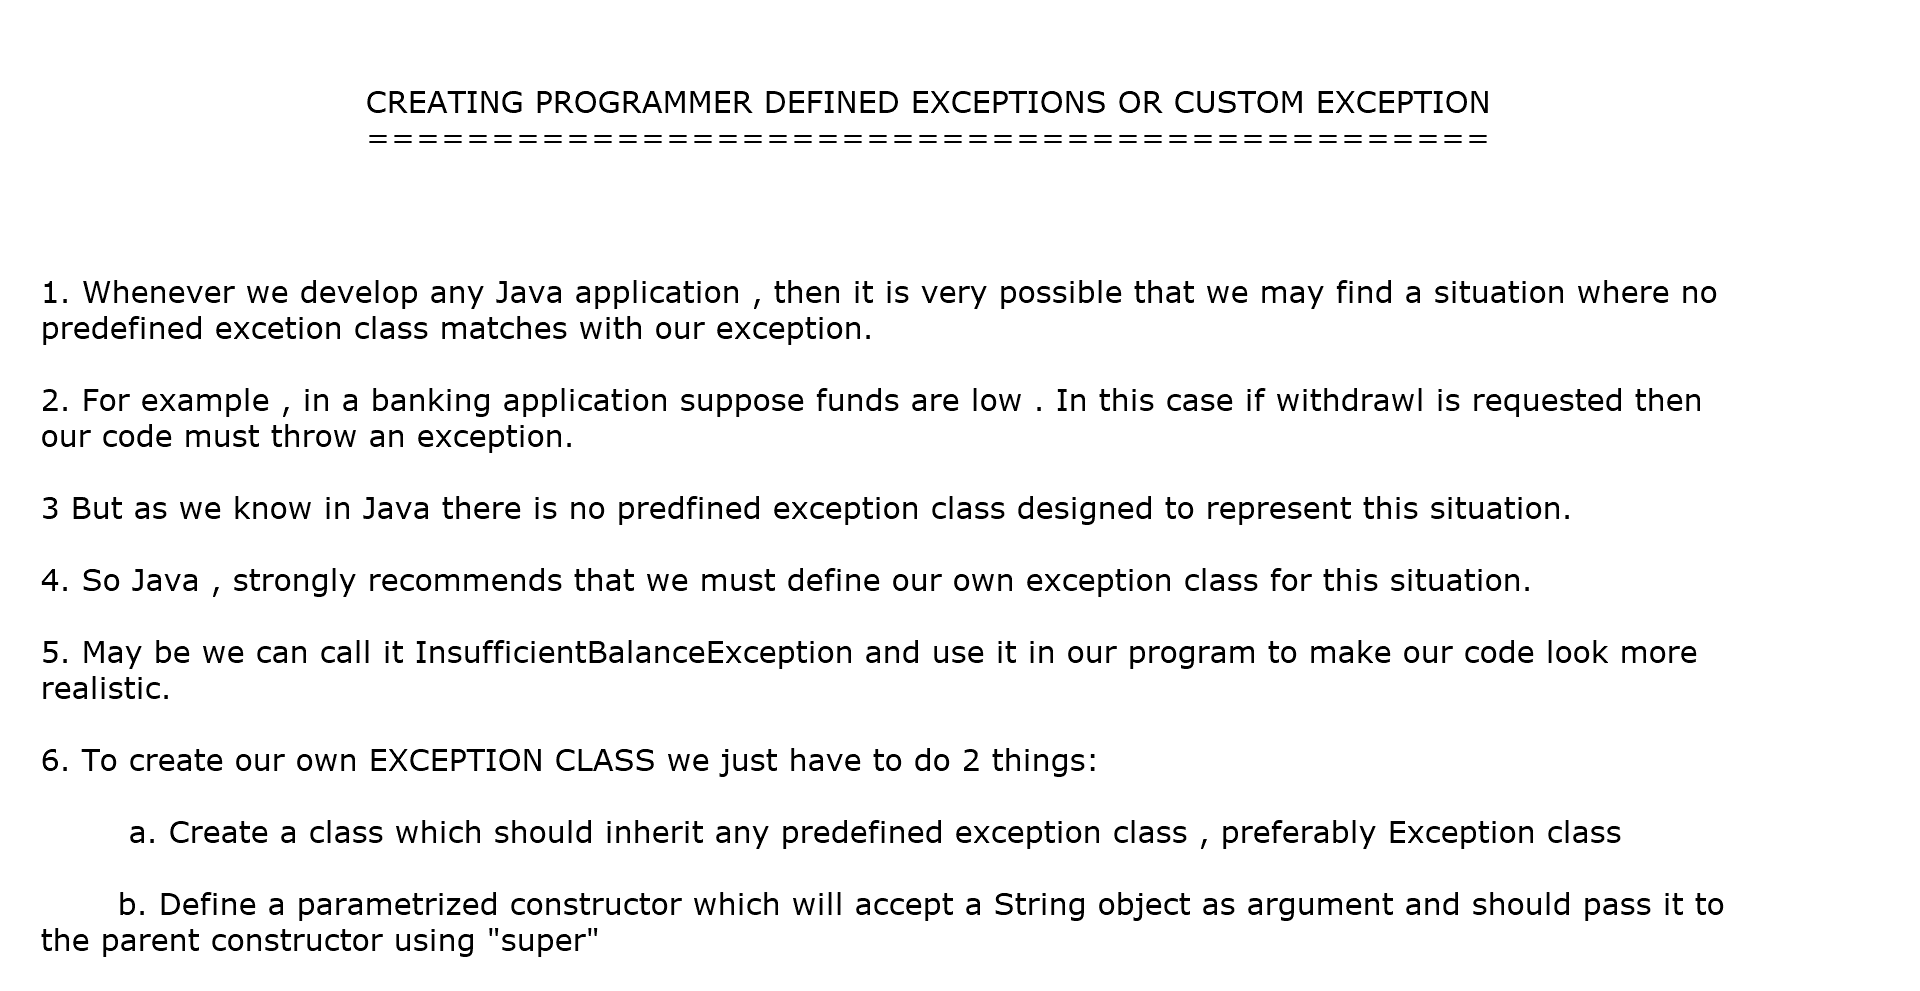 CREATING PROGRAMMER DEFINED EXCEPTIONS OR CUSTOM EXCEPTION
=============================================
1. Whenever we develop any Java application , then it is very possible that we may find a situation where no
predefined excetion class matches with our exception.
2. For example , in a banking application suppose funds are low . In this case if withdrawl is requested then
our code must throw an exception.
3 But as we know in Java there is no predfined exception class designed to represent this situation.
4. So Java , strongly recommends that we must define our own exception class for this situation.
5. May be we can call it InsufficientBalanceException and use it in our program to make our code look more
realistic.
6. To create our own EXCEPTION CLASS we just have to do 2 things:
a. Create a class which should inherit any predefined exception class , preferably Exception class
b. Define a parametrized constructor which will accept a String object as argument and should pass it to
the parent constructor using "super"